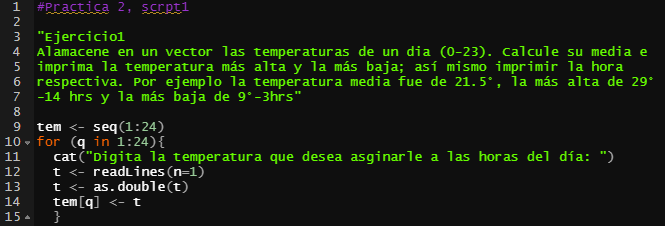 1 #Practica 2, scrpt1
2
3 "Ejercicio1
4 Alamacene en un vector las temperaturas de un dia (0-23). Calcule su media e
5 imprima la temperatura más alta y la más baja; así mismo imprimir la hora
6 respectiva. Por ejemplo la temperatura media fue de 21.5°, la más alta de 29°
7 -14 hrs y la más baja de 9°-3hrs"
8
9 tem <- seq(1:24)
10 for (q in 1:24){
11 cat("Digita la temperatura que desea asginarle a las horas del día: ")
12 t <- readLines(n=1)
13 t <- as.double(t)
14 tem[q] <- t
15 }